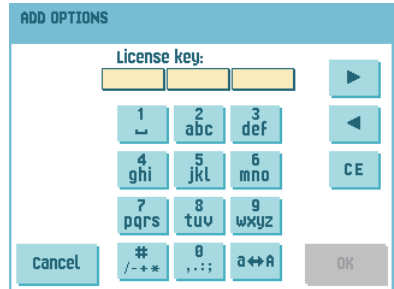 ADD OPTIONS
License key:
1 2 3
␣ abc def
4 5 6 CE
ghi jkl mno
7 8 9
pqrs tuv wxyz
Cancel # 0 a↔A OK
/-+* ,.:;